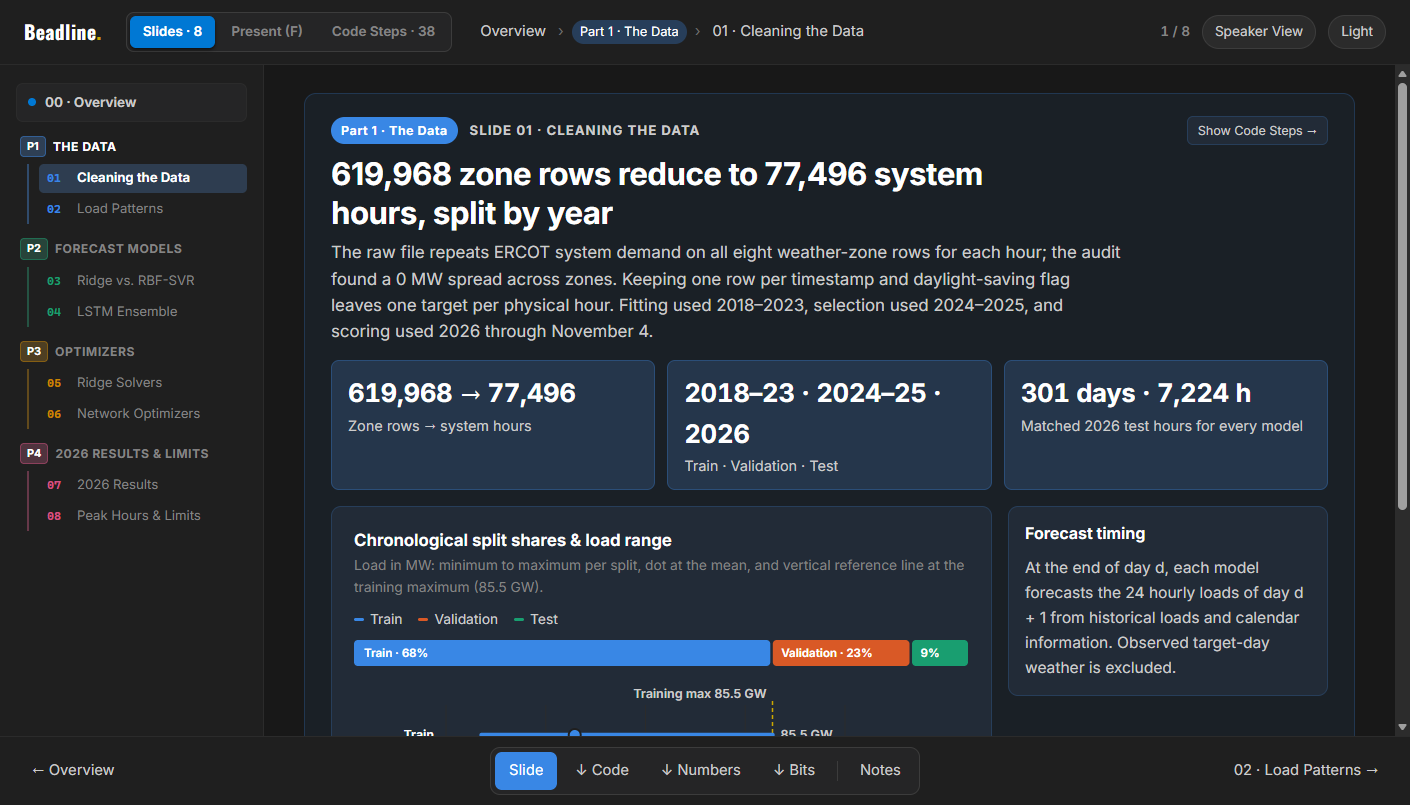 Beadline.
Slides · 8
Present (F)
Code Steps · 38
Overview › Part 1 · The Data › 01 · Cleaning the Data
1 / 8
Speaker View
Light
00 · Overview
P1 THE DATA
01 Cleaning the Data
02 Load Patterns
P2 FORECAST MODELS
03 Ridge vs. RBF-SVR
04 LSTM Ensemble
P3 OPTIMIZERS
05 Ridge Solvers
06 Network Optimizers
P4 2026 RESULTS & LIMITS
07 2026 Results
08 Peak Hours & Limits
Part 1 · The Data
SLIDE 01 · CLEANING THE DATA
Show Code Steps →
619,968 zone rows reduce to 77,496 system
hours, split by year
The raw file repeats ERCOT system demand on all eight weather-zone rows for each hour; the audit
found a 0 MW spread across zones. Keeping one row per timestamp and daylight-saving flag
leaves one target per physical hour. Fitting used 2018–2023, selection used 2024–2025, and
scoring used 2026 through November 4.
619,968 → 77,496
Zone rows → system hours
2018–23 · 2024–25 ·
2026
Train · Validation · Test
301 days · 7,224 h
Matched 2026 test hours for every model
Chronological split shares & load range
Load in MW: minimum to maximum per split, dot at the mean, and vertical reference line at the
training maximum (85.5 GW).
Train
Validation
Test
Train · 68%
Validation · 23%
9%
Training max 85.5 GW
Train
85.5 GW
Forecast timing
At the end of day d, each model
forecasts the 24 hourly loads of day d
+ 1 from historical loads and calendar
information. Observed target-day
weather is excluded.
← Overview
Slide
↓ Code
↓ Numbers
↓ Bits
Notes
02 · Load Patterns →